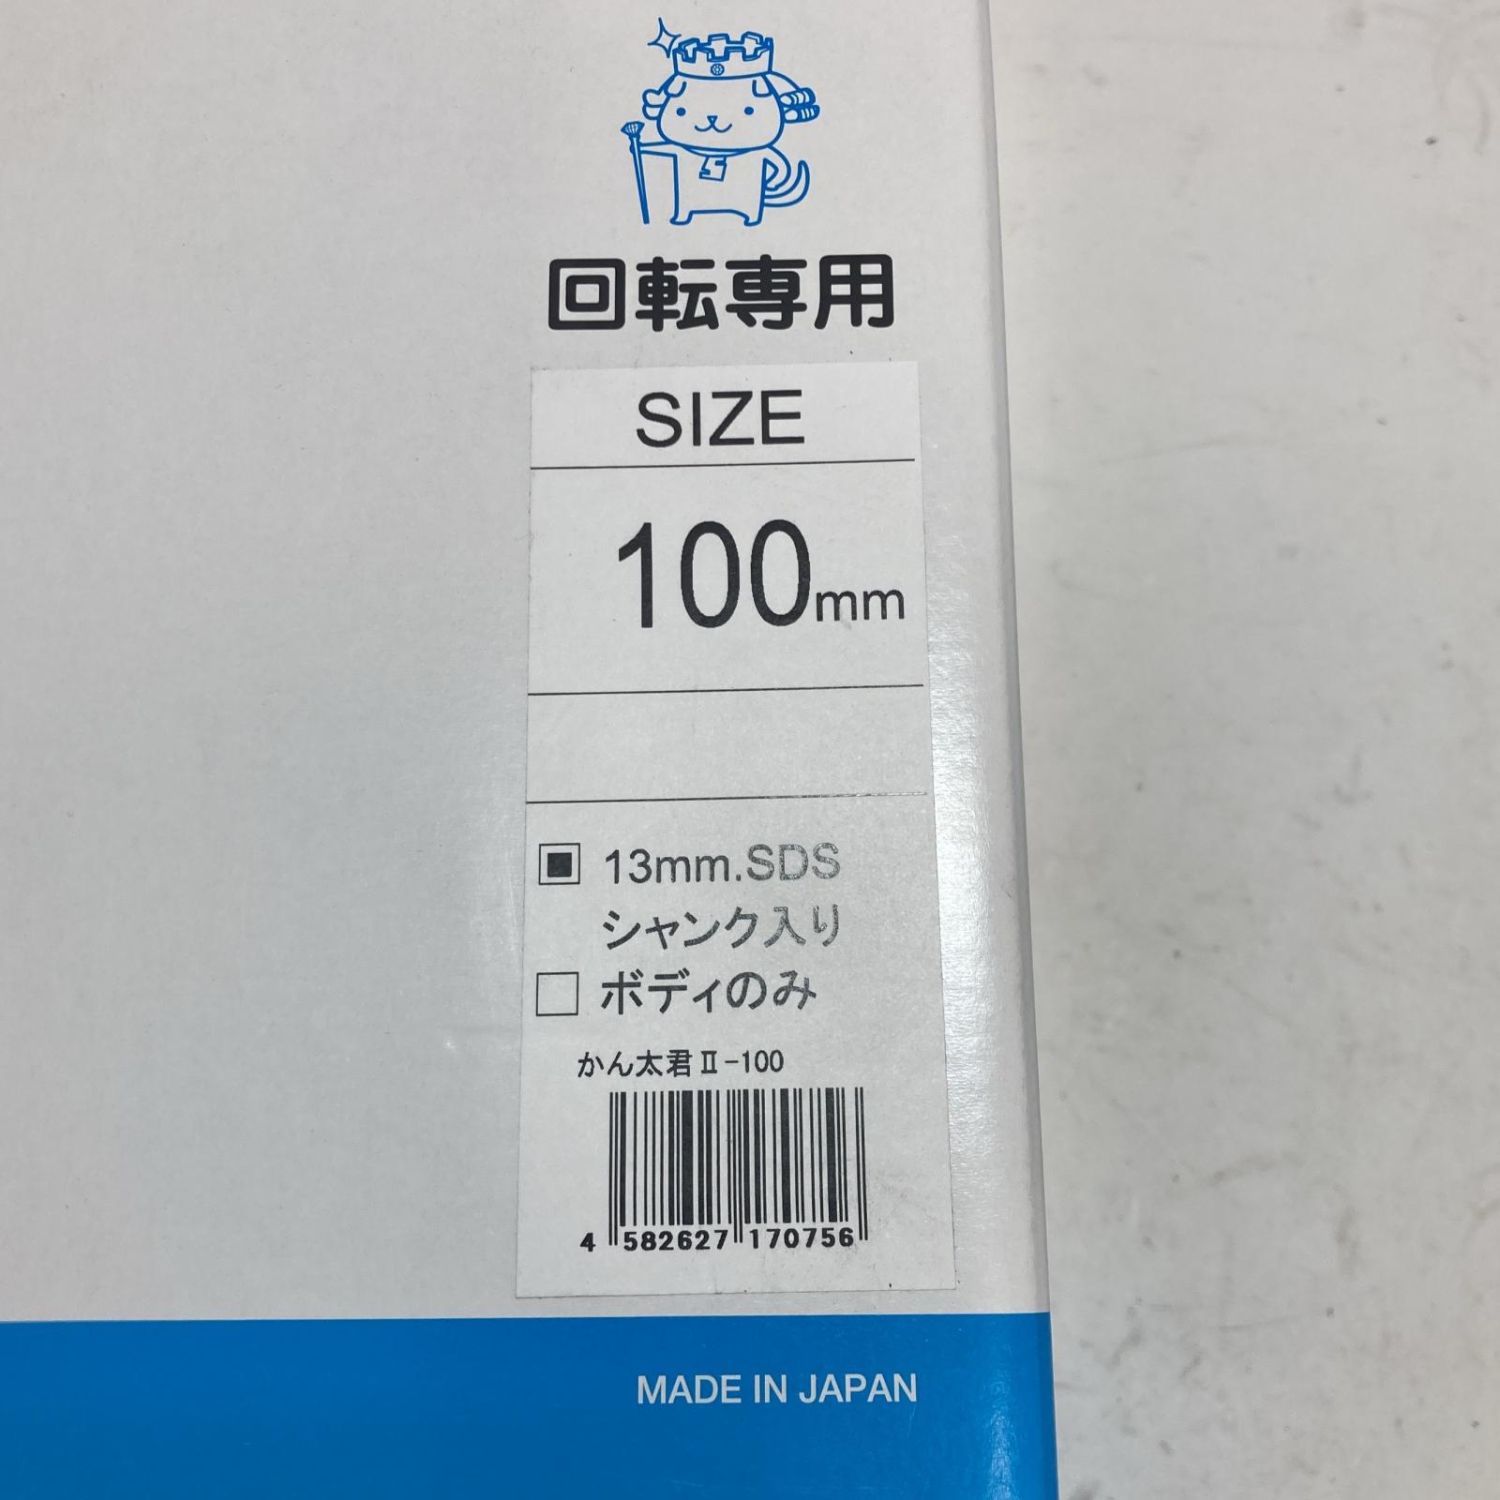 回転専用
SIZE
100mm
13mm.SDS
シャンク入り
ボディのみ
かん太君Ⅱ-100
4 582627 170756
MADE IN JAPAN